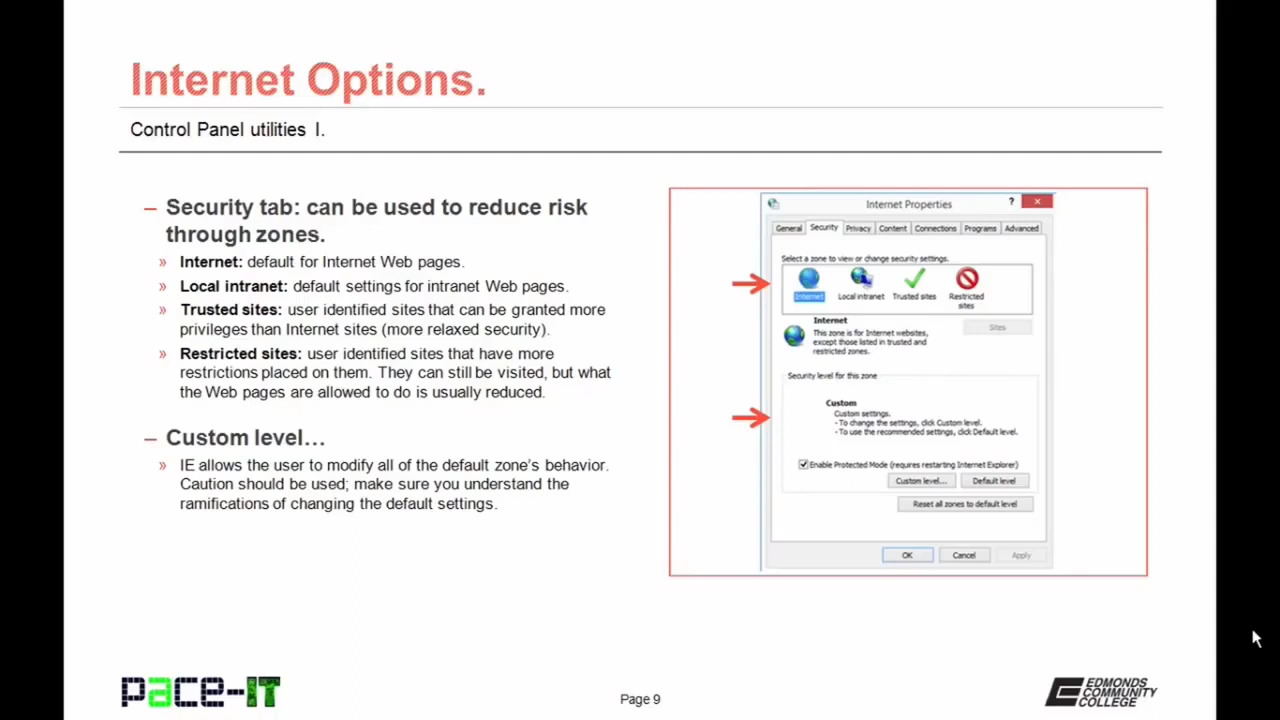 Internet Options.
Control Panel utilities I.
– Security tab: can be used to reduce risk
through zones.
» Internet: default for Internet Web pages.
» Local intranet: default settings for intranet Web pages.
» Trusted sites: user identified sites that can be granted more
privileges than Internet sites (more relaxed security).
» Restricted sites: user identified sites that have more
restrictions placed on them. They can still be visited, but what
the Web pages are allowed to do is usually reduced.
– Custom level…
» IE allows the user to modify all of the default zone's behavior.
Caution should be used; make sure you understand the
ramifications of changing the default settings.
Internet Properties
General Security Privacy Content Connections Programs Advanced
Select a zone to view or change security settings.
Internet Local intranet Trusted sites Restricted
sites
Internet
This zone is for Internet websites,
except those listed in trusted and
restricted zones.
Sites
Security level for this zone
Custom
Custom settings.
- To change the settings, click Custom level.
- To use the recommended settings, click Default level.
Enable Protected Mode (requires restarting Internet Explorer)
Custom level... Default level
Reset all zones to default level
OK Cancel Apply
pace-IT
Page 9
EDMONDS
COMMUNITY
COLLEGE